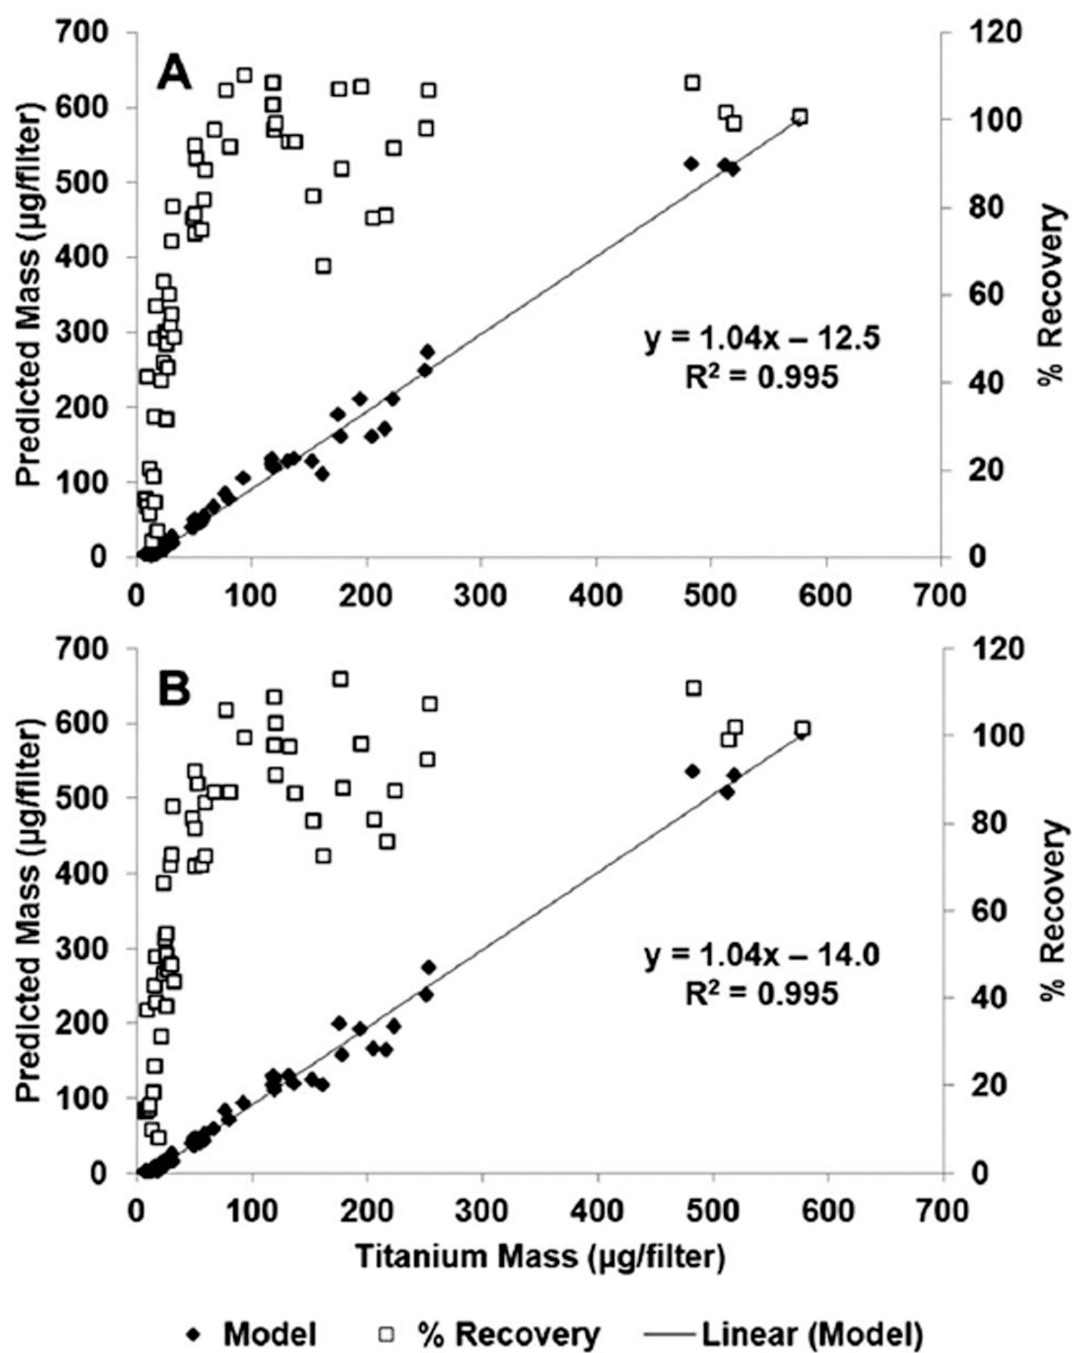 A
Predicted Mass (µg/filter)
700
600
500
400
300
200
100
0
0 100 200 300 400 500 600 700
120
100
80
60
40
20
0
% Recovery
y = 1.04x – 12.5
R² = 0.995
B
Predicted Mass (µg/filter)
700
600
500
400
300
200
100
0
0 100 200 300 400 500 600 700
120
100
80
60
40
20
0
% Recovery
y = 1.04x – 14.0
R² = 0.995
Titanium Mass (µg/filter)
Model % Recovery Linear (Model)